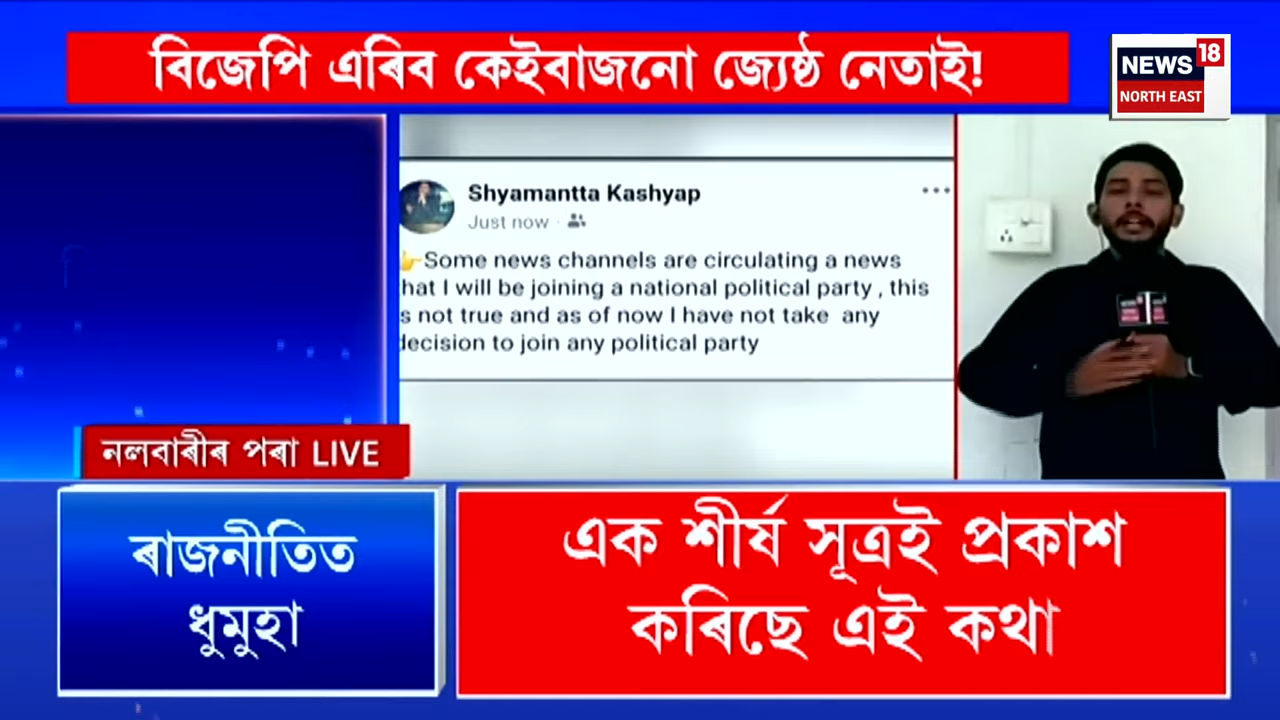 বিজেপি এৰিব কেইবাজনো জ্যেষ্ঠ নেতাই!
NEWS 18
NORTH EAST
Shyamantta Kashyap
Just now
👉Some news channels are circulating a news
hat I will be joining a national political party , this
s not true and as of now I have not take any
decision to join any political party
নলবাৰীৰ পৰা LIVE
ৰাজনীতিত
ধুমুহা
এক শীৰ্ষ সূত্ৰই প্ৰকাশ
কৰিছে এই কথা